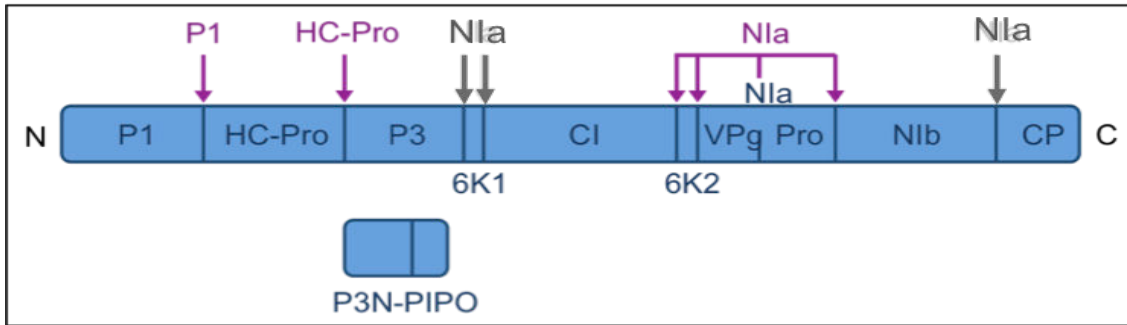 P1 HC-Pro NIa NIa NIa
NIa
N P1 HC-Pro P3 CI VPg Pro NIb CP C
6K1 6K2
P3N-PIPO